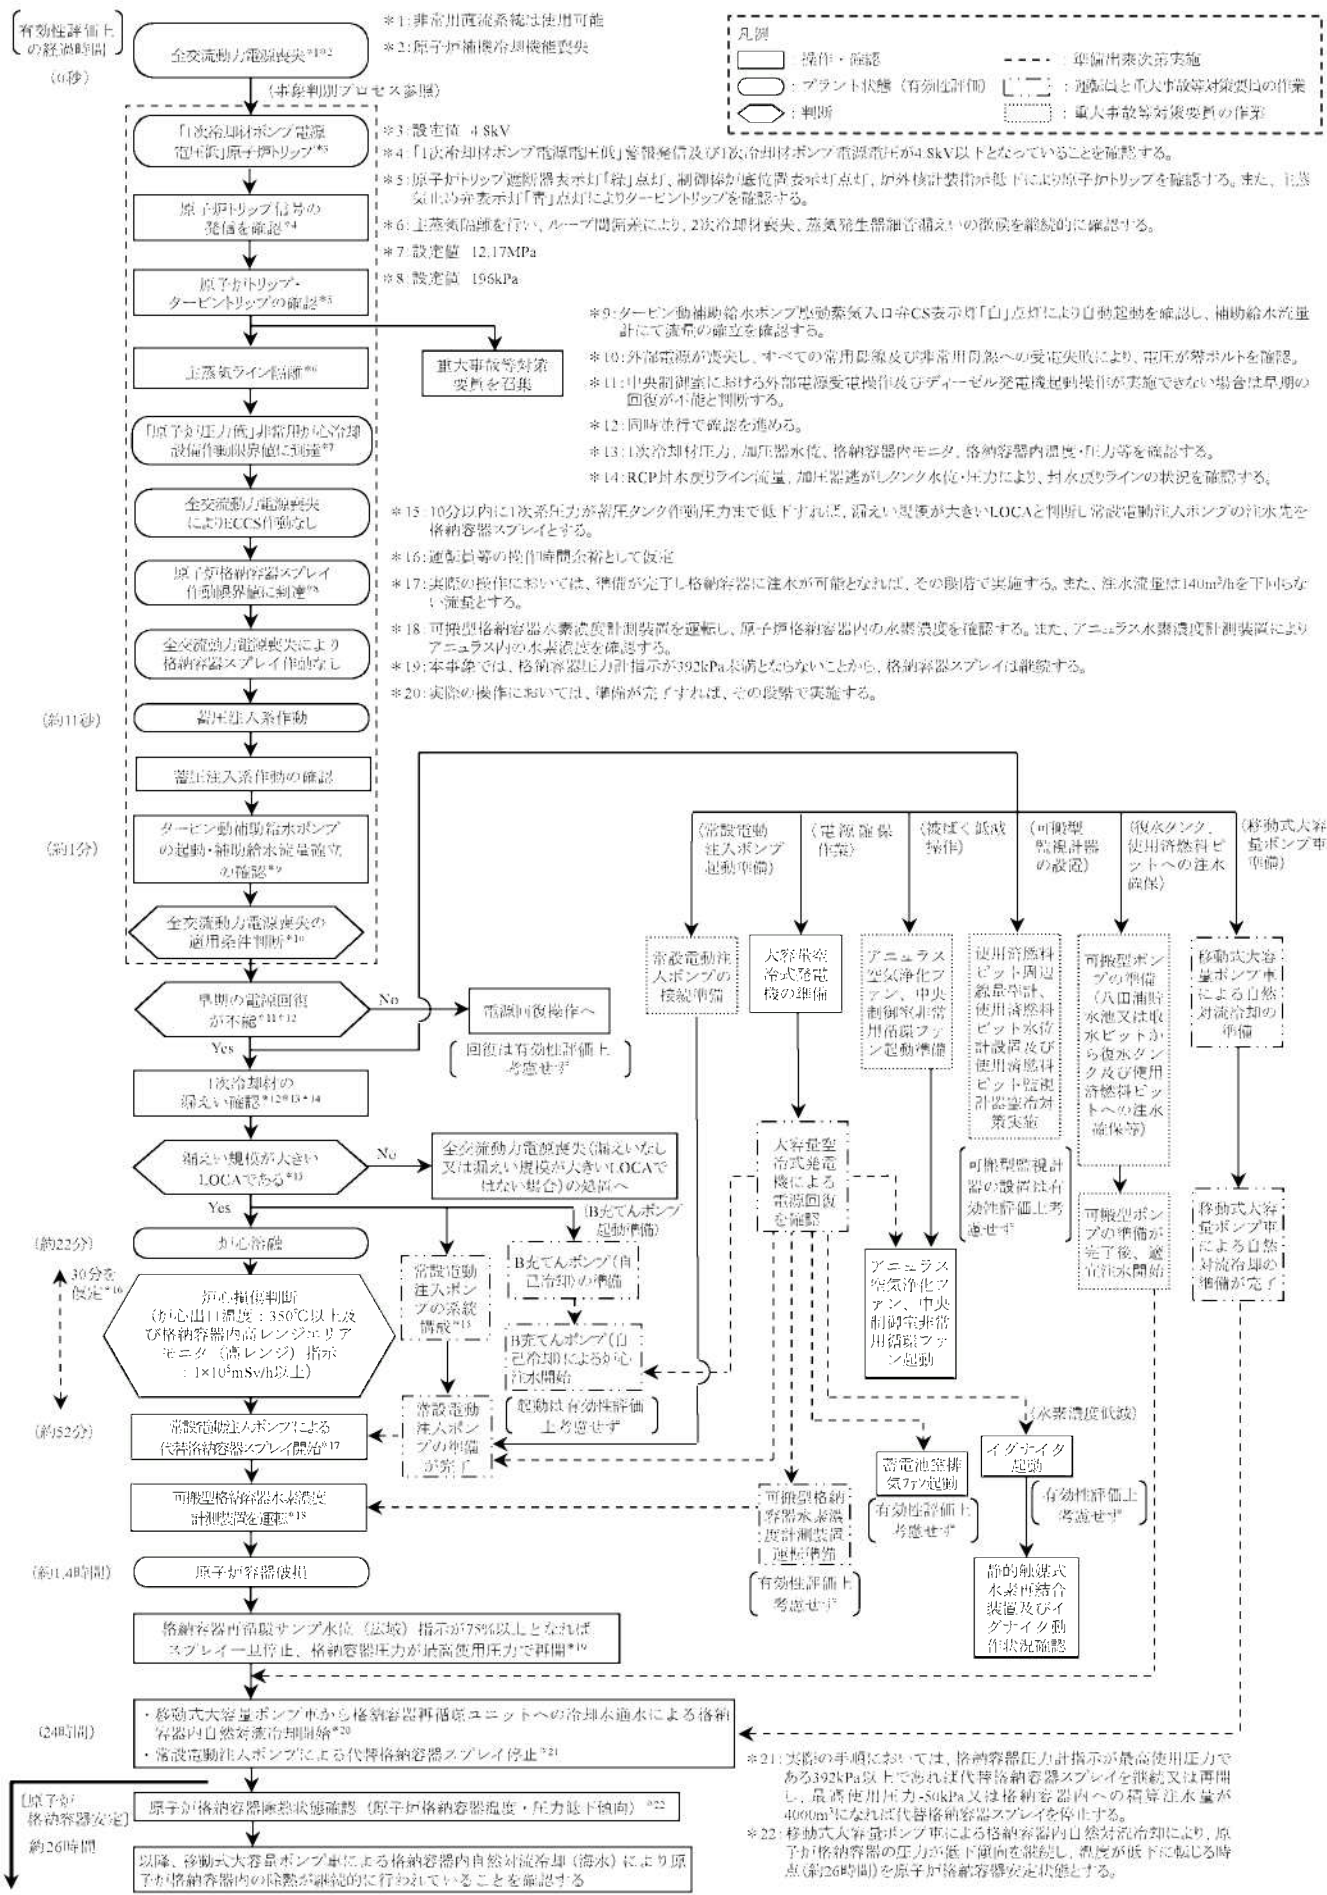 有効性評価上
の経過時間
(0秒)
全交流動力電源喪失*1*2
*1:非常用直流系統は使用可能
*2:原子炉補機冷却機能喪失
凡例
:操作・確認
:プラント状態(有効性評価)
:判断
:準備出来次第実施
:運転員と重大事故等対策要員の作業
:重大事故等対策要員の作業
(事象判別プロセス参照)
「1次冷却材ポンプ電源
電圧低」原子炉トリップ*3
原子炉トリップ信号の
発信を確認*4
原子炉トリップ・
タービントリップの確認*5
重大事故等対策
要員を召集
主蒸気ライン隔離*6
「原子炉圧力低」非常用炉心冷却
設備作動限界値に到達*7
全交流動力電源喪失
によりECCS作動なし
原子炉格納容器スプレイ
作動限界値に到達*8
全交流動力電源喪失により
格納容器スプレイ作動なし
(約11秒)
蓄圧注入系作動
蓄圧注入系作動の確認
(約1分)
タービン動補助給水ポンプ
の起動・補助給水流量確立
の確認*9
全交流動力電源喪失の
適用条件判断*10
*3:設定値 4.8kV
*4:「1次冷却材ポンプ電源電圧低」警報発信及び1次冷却材ポンプ電源電圧が4.8kV以下となっていることを確認する。
*5:原子炉トリップ遮断器表示灯「緑」点灯、制御棒炉底位置表示灯点灯、炉外核計装指示低下により原子炉トリップを確認する。また、主蒸
気止め弁表示灯「青」点灯によりタービントリップを確認する。
*6:主蒸気隔離を行い、ループ間偏差により、2次冷却材喪失、蒸気発生器細管漏えいの徴候を継続的に確認する。
*7:設定値 12.17MPa
*8:設定値 196kPa
*9:タービン動補助給水ポンプ駆動蒸気入口弁CS表示灯「白」点灯により自動起動を確認し、補助給水流量
計にて流量の確立を確認する。
*10:外部電源が喪失し、すべての常用母線及び非常用母線への受電失敗により、電圧が零ボルトを確認。
*11:中央制御室における外部電源受電操作及びディーゼル発電機起動操作が実施できない場合は早期の
回復が不能と判断する。
*12:同時並行で確認を進める。
*13:1次冷却材圧力、加圧器水位、格納容器内モニタ、格納容器内温度・圧力等を確認する。
*14:RCP封水戻りライン流量、加圧器逃がしタンク水位・圧力により、封水戻りラインの状況を確認する。
*15:10分以内に1次系圧力が蓄圧タンク作動圧力まで低下すれば、漏えい規模が大きいLOCAと判断し常設電動注入ポンプの注水先を
格納容器スプレイとする。
*16:運転員等の操作時間余裕として仮定
*17:実際の操作においては、準備が完了し格納容器に注水が可能となれば、その段階で実施する。また、注水流量は140m³/hを下回らな
い流量とする。
*18:可搬型格納容器水素濃度計測装置を運転し、原子炉格納容器内の水素濃度を確認する。また、アニュラス水素濃度計測装置により
アニュラス内の水素濃度を確認する。
*19:本事象では、格納容器圧力計指示が392kPa未満とならないことから、格納容器スプレイは継続する。
*20:実際の操作においては、準備が完了すれば、その段階で実施する。
早期の電源回復
が不能*11*12
No
電源回復操作へ
回復は有効性評価上
考慮せず
Yes
1次冷却材の
漏えい確認*12*13*14
漏えい規模が大きい
LOCAである*15
No
全交流動力電源喪失(漏えいなし
又は漏えい規模が大きいLOCAで
はない場合)の処置へ
Yes
(常設電動
注入ポンプ
起動準備)
(電源確保
作業)
(被ばく低減
操作)
(可搬型
監視計器
の設置)
(復水タンク、
使用済燃料ピ
ットへの注水
確保)
(移動式大容
量ポンプ車
準備)
常設電動注
入ポンプの
接続準備
大容量空
冷式発電
機の準備
アニュラス
空気浄化フ
ァン、中央
制御室非常
用循環ファ
ン起動準備
使用済燃料
ピット周辺
線量率計、
使用済燃料
ピット水位
計設置及び
使用済燃料
ピット監視
計器空冷対
策実施
可搬型ポン
プの準備
(八田浦貯
水池又は取
水ピットか
ら復水タン
ク及び使用
済燃料ピッ
トへの注水
確保等)
移動式大容
量ポンプ車
による自然
対流冷却の
準備
大容量空
冷式発電
機による
電源回復
を確認
可搬型監視計
器の設置は有
効性評価上考
慮せず
可搬型ポン
プの準備が
完了後、適
宜注水開始
移動式大容
量ポンプ車
による自然
対流冷却の
準備が完了
アニュラス
空気浄化フ
ァン、中央
制御室非常
用循環ファ
ン起動
(約22分)
炉心溶融
30分を
仮定*16
炉心損傷判断
(炉心出口温度:350℃以上及
び格納容器内高レンジエリア
モニタ(高レンジ)指示
:1×10⁵mSv/h以上)
(約52分)
常設電動注入ポンプによる
代替格納容器スプレイ開始*17
常設電動
注入ポン
プの系統
構成*15
常設電動
注入ポン
プの準備
が完了
(B充てんポンプ
起動準備)
B充てんポンプ(自
己冷却)の準備
B充てんポンプ(自
己冷却)による炉心
注水開始
起動は有効性評価
上考慮せず
可搬型格納容器水素濃度
計測装置を運転*18
可搬型格納
容器水素濃
度計測装置
運転準備
有効性評価上
考慮せず
蓄電池室排
気ファン起動
有効性評価上
考慮せず
(水素濃度低減)
イグナイタ
起動
有効性評価上
考慮せず
静的触媒式
水素再結合
装置及びイ
グナイタ動
作状況確認
(約1.4時間)
原子炉容器破損
格納容器再循環サンプ水位(広域)指示が75%以上となれば
スプレイ一旦停止、格納容器圧力が最高使用圧力で再開*19
(24時間)
・移動式大容量ポンプ車から格納容器再循環ユニットへの冷却水通水による格納
容器内自然対流冷却開始*20
・常設電動注入ポンプによる代替格納容器スプレイ停止*21
原子炉
格納容器安定
約26時間
原子炉格納容器除熱状態確認(原子炉格納容器温度・圧力低下傾向)*22
以降、移動式大容量ポンプ車による格納容器内自然対流冷却(海水)により原
子炉格納容器内の除熱が継続的に行われていることを確認する
*21:実際の手順においては、格納容器圧力計指示が最高使用圧力で
ある392kPa以上であれば代替格納容器スプレイを継続又は再開
し、最高使用圧力-50kPa又は格納容器内への積算注水量が
4000m³になれば代替格納容器スプレイを停止する。
*22:移動式大容量ポンプ車による格納容器内自然対流冷却により、原
子炉格納容器の圧力が低下傾向を継続し、温度が低下に転じる時
点(約26時間)を原子炉格納容器安定状態とする。